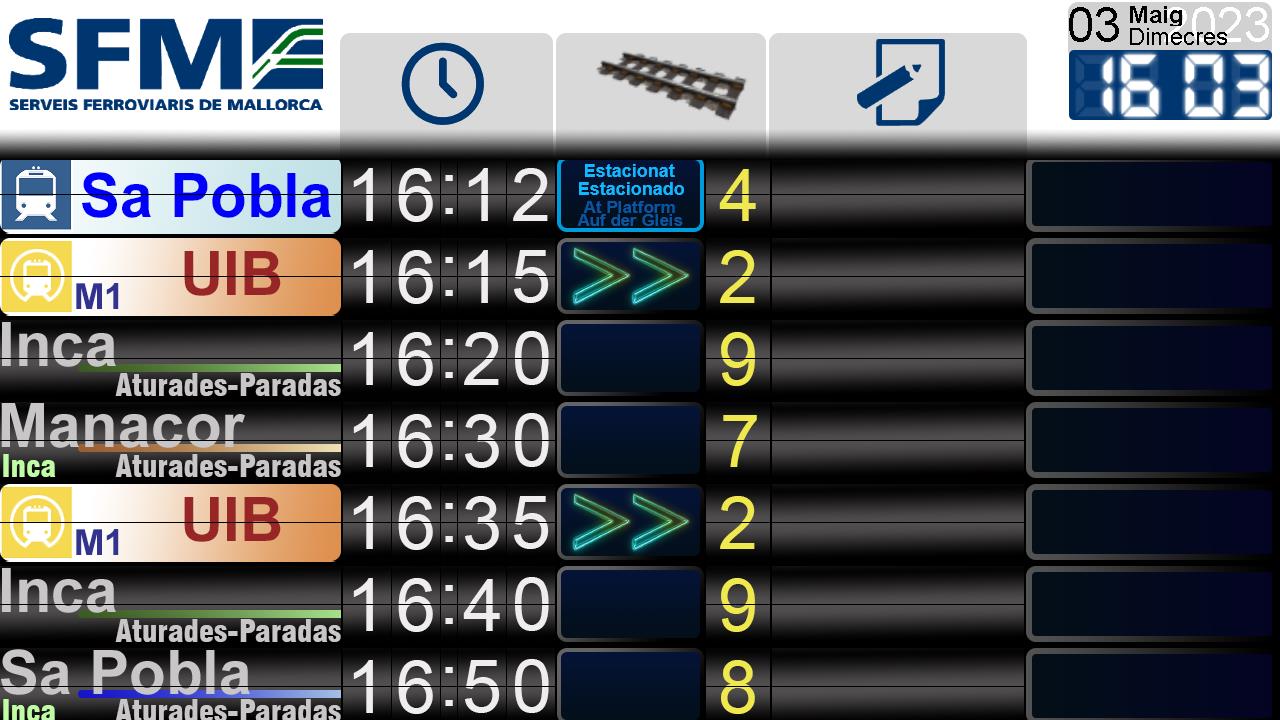 SFM
SERVEIS FERROVIARIS DE MALLORCA
03 Maig 2023
Dimecres
15 03
Sa Pobla 16:12 Estacionat Estacionado At Platform Auf der Gleis 4
M1 UIB 16:15 >> 2
Inca 16:20 9
Aturades-Paradas
Manacor 16:30 7
Inca Aturades-Paradas
M1 UIB 16:35 >> 2
Inca 16:40 9
Aturades-Paradas
Sa Pobla 16:50 8
Inca Aturades-Paradas